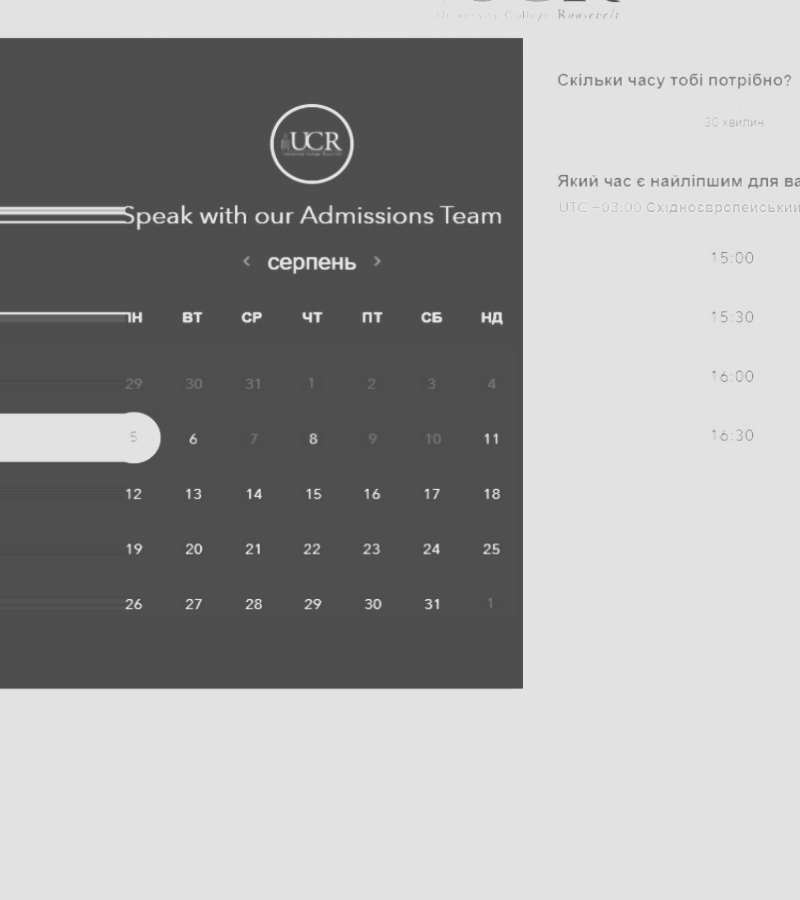 University College Roosevelt
UCR
Speak with our Admissions Team
< серпень >
ПН ВТ СР ЧТ ПТ СБ НД
29 30 31 1 2 3 4
5 6 7 8 9 10 11
12 13 14 15 16 17 18
19 20 21 22 23 24 25
26 27 28 29 30 31 1
Скільки часу тобі потрібно?
30 хвилин
Який час є найліпшим для ва
UTC +03:00 Східноєвропейський
15:00
15:30
16:00
16:30